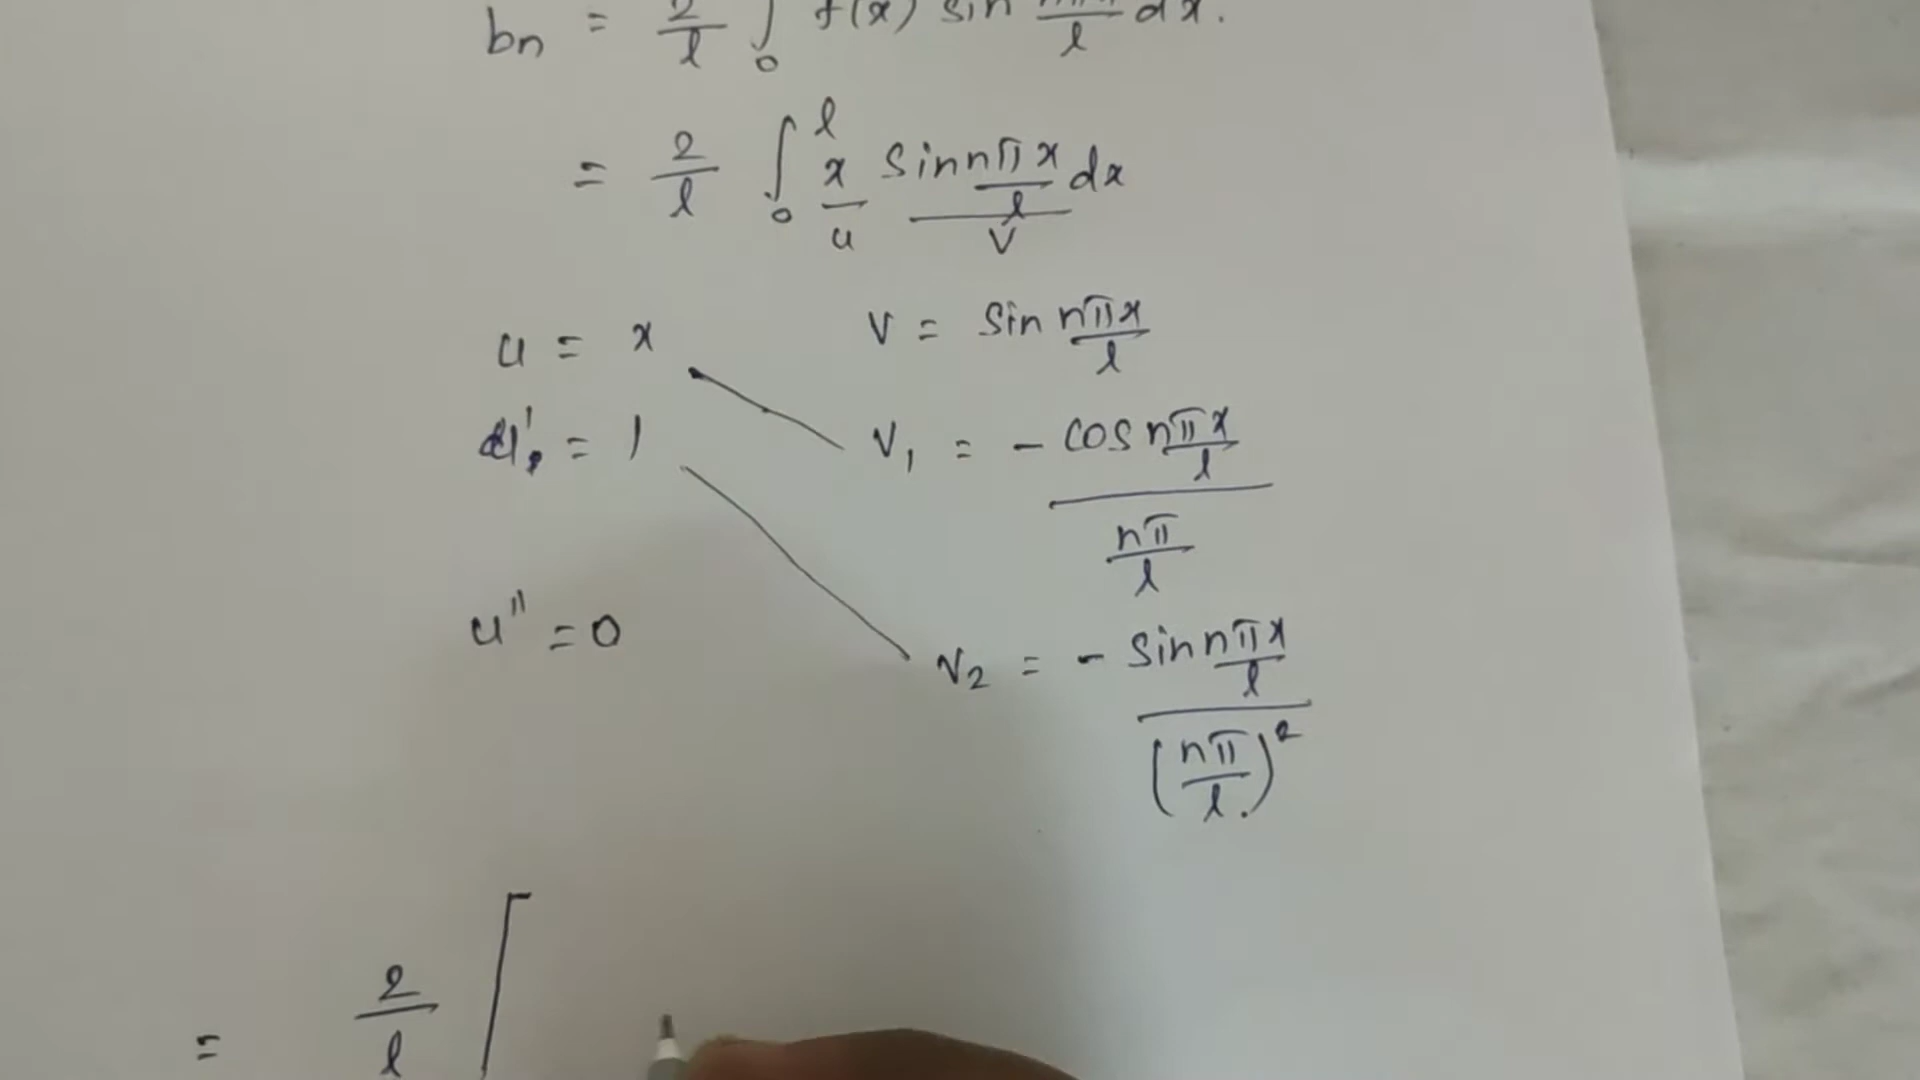 bn = 2/l ∫0 f(x) sin nπx/l dx.
= 2/l ∫0^l x sin nπx/l dx
u v
u = x v = sin nπx/l
u' = 1 v1 = - cos nπx/l / nπ/l
u'' = 0 v2 = - sin nπx/l / (nπ/l)²
= 2/l [